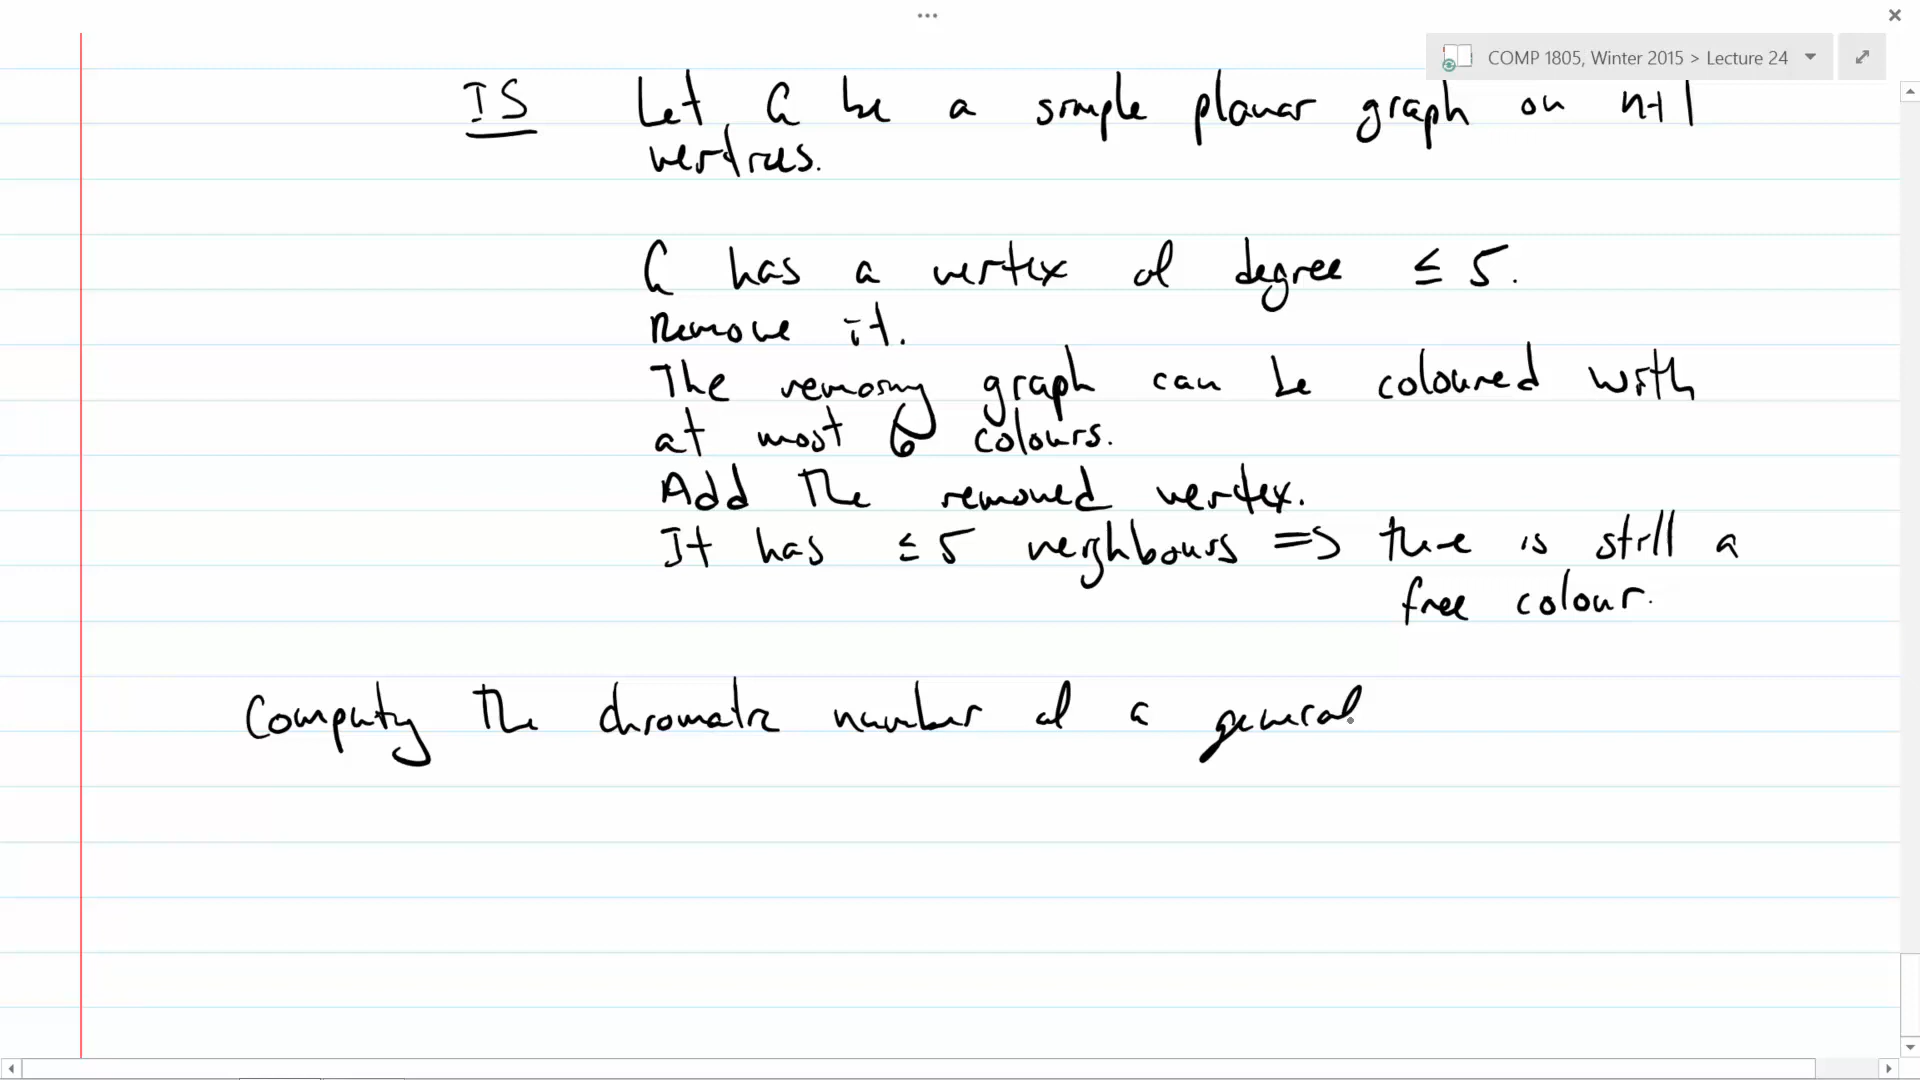 COMP 1805, Winter 2015 > Lecture 24
IS Let G be a simple planar graph on n+1
vertices.
G has a vertex of degree ≤ 5.
Remove it.
The remaining graph can be coloured with
at most 6 colours.
Add the removed vertex.
It has ≤ 5 neighbours => there is still a
free colour.
Computing the chromatic number of a general